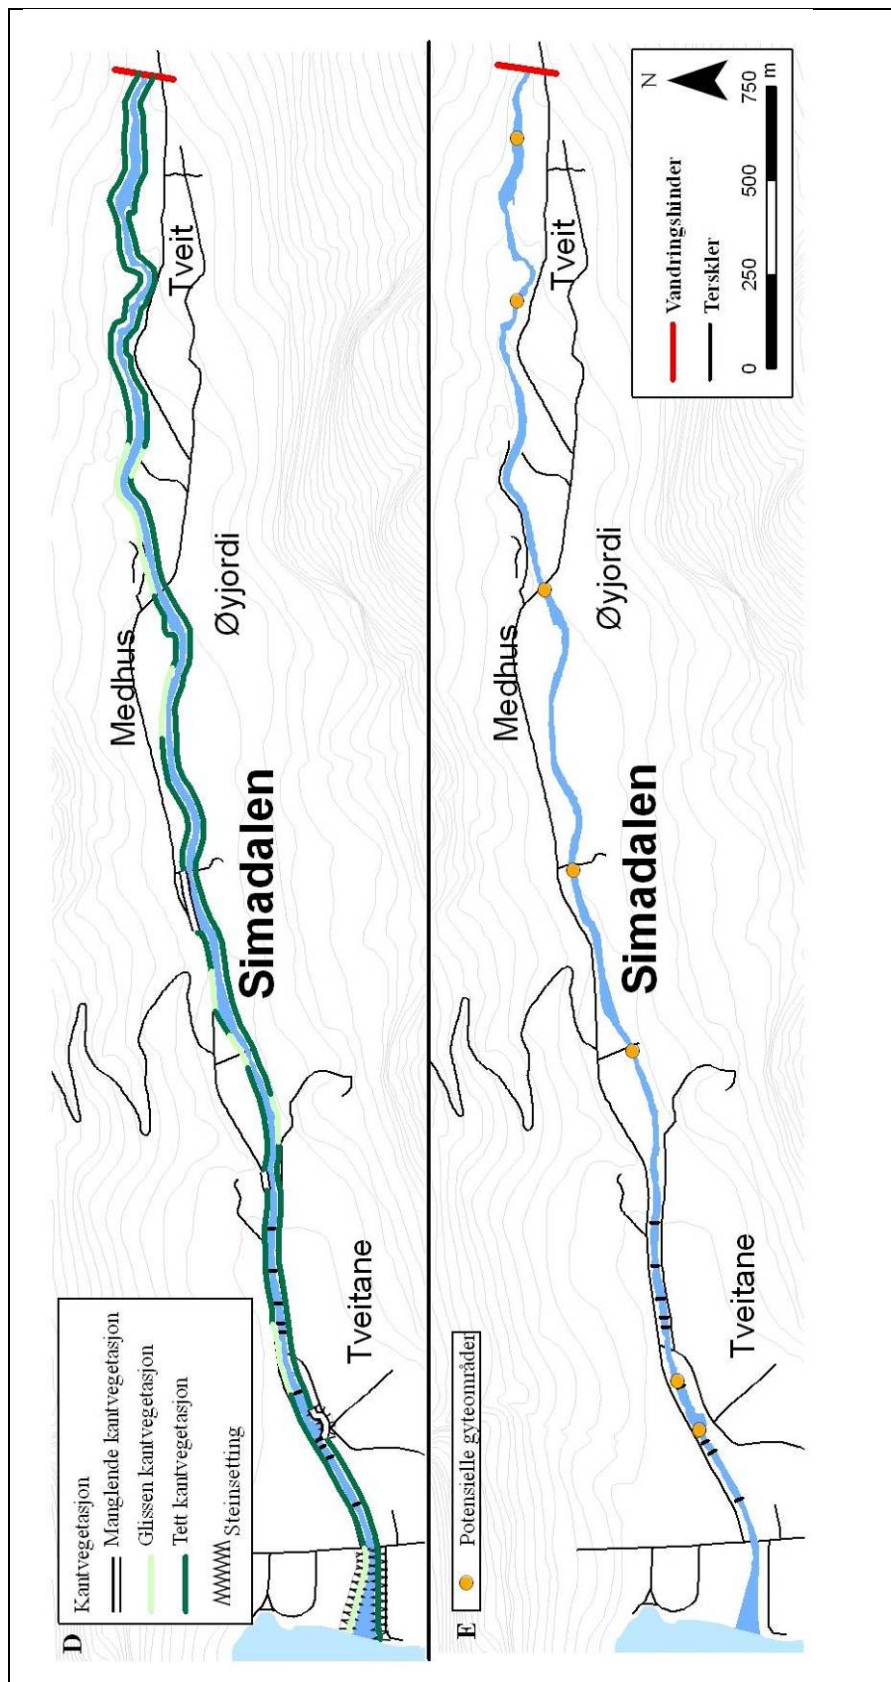 D
Kantvegetasjon
Manglende kantvegetasjon
Glissen kantvegetasjon
Tett kantvegetasjon
Steinsetting
Tveitane
Simadalen
Medhus
Øyjordi
Tveit
E
Potensielle gyteområder
Tveitane
Simadalen
Medhus
Øyjordi
Tveit
Vandringshinder
Terskler
N
0 250 500 750 m